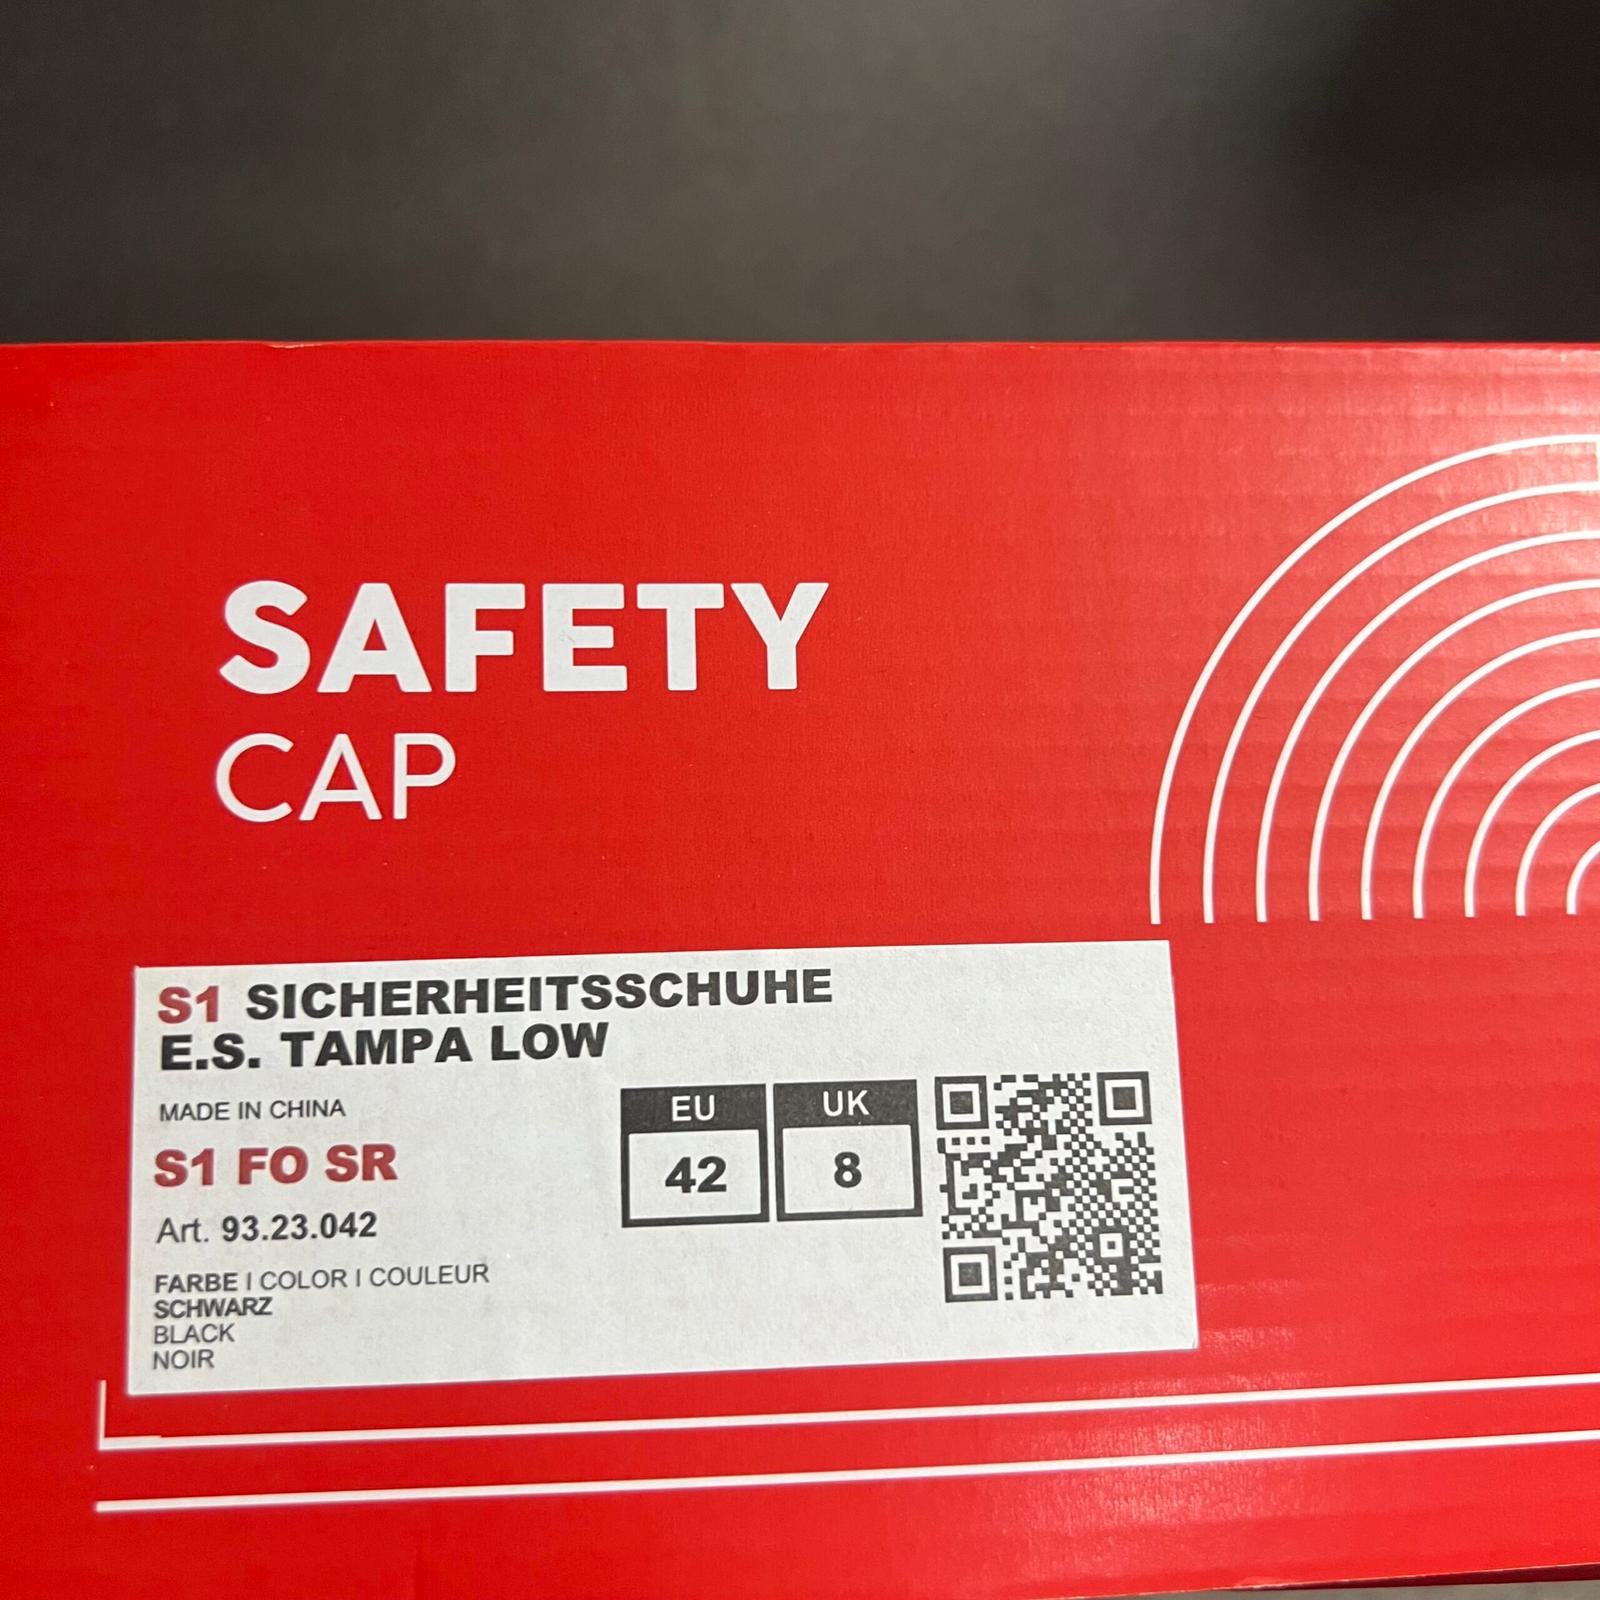 SAFETY
CAP
S1 SICHERHEITSSCHUHE
E.S. TAMPA LOW
MADE IN CHINA
S1 FO SR
Art. 93.23.042
FARBE | COLOR | COULEUR
SCHWARZ
BLACK
NOIR
EU
42
UK
8